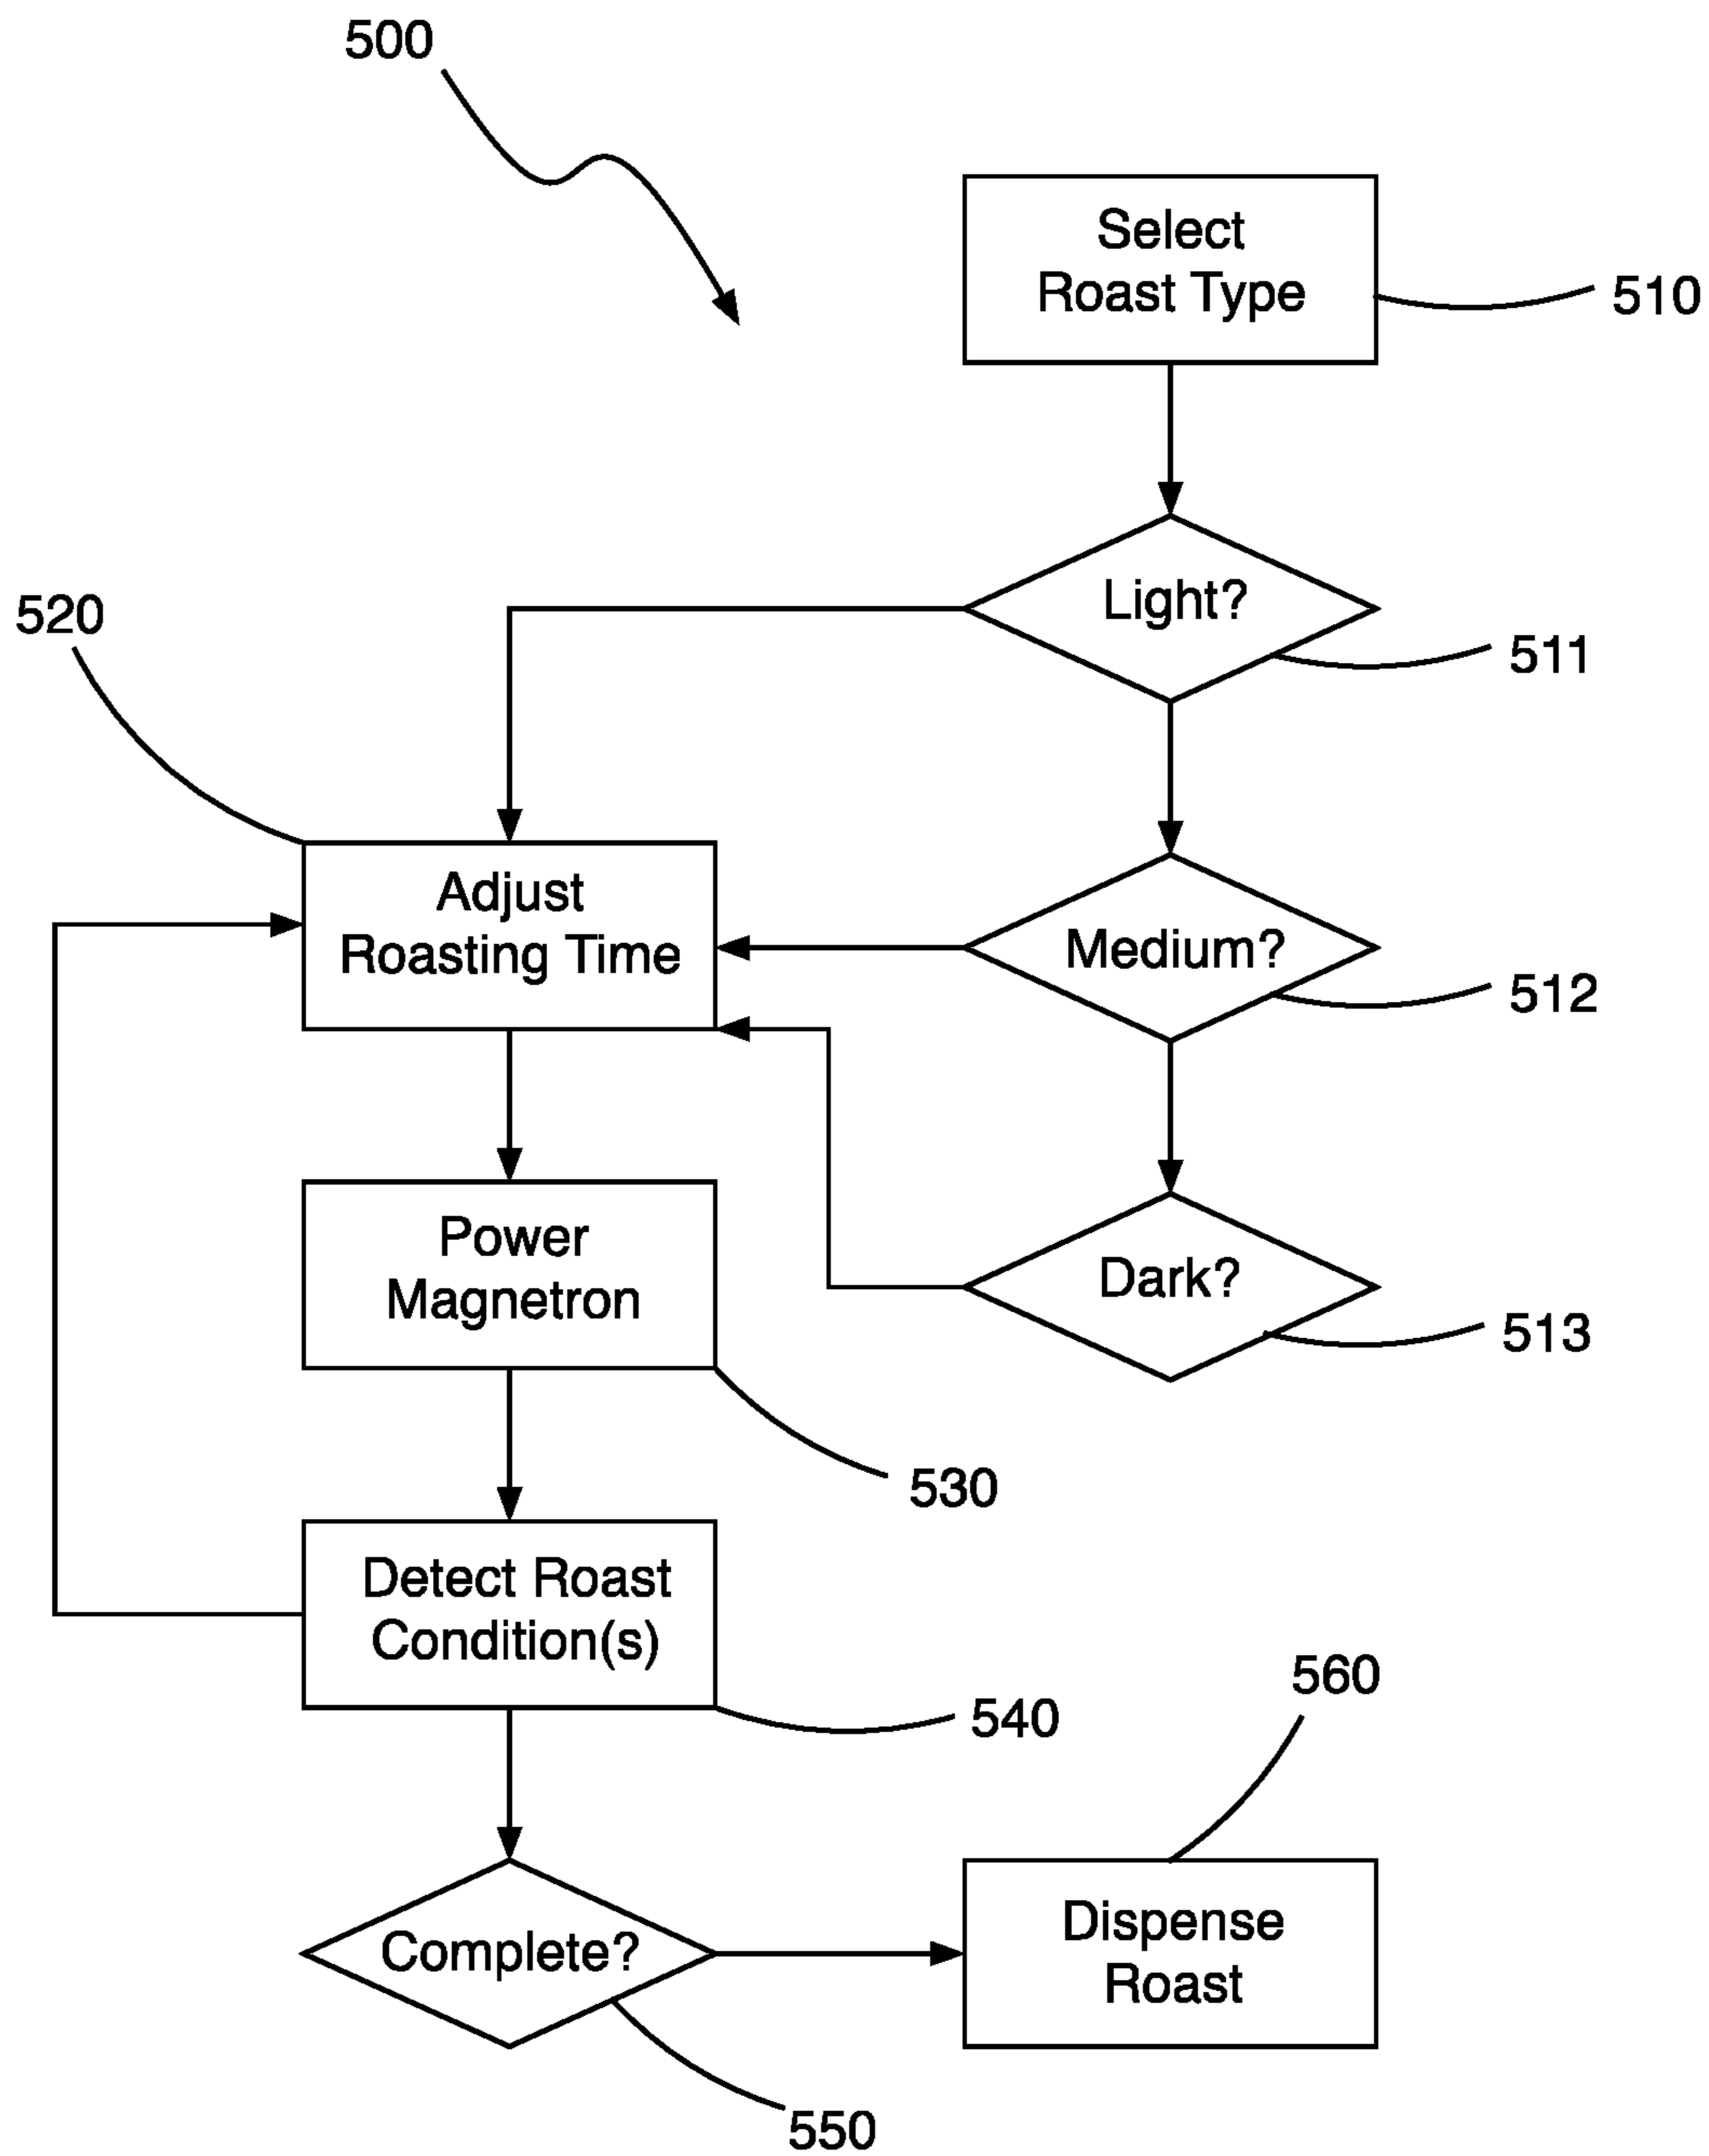 500
Select
Roast Type
510
Light?
511
520
Adjust
Roasting Time
Medium?
512
Power
Magnetron
Dark?
513
530
Detect Roast
Condition(s)
540
560
Complete?
Dispense
Roast
550